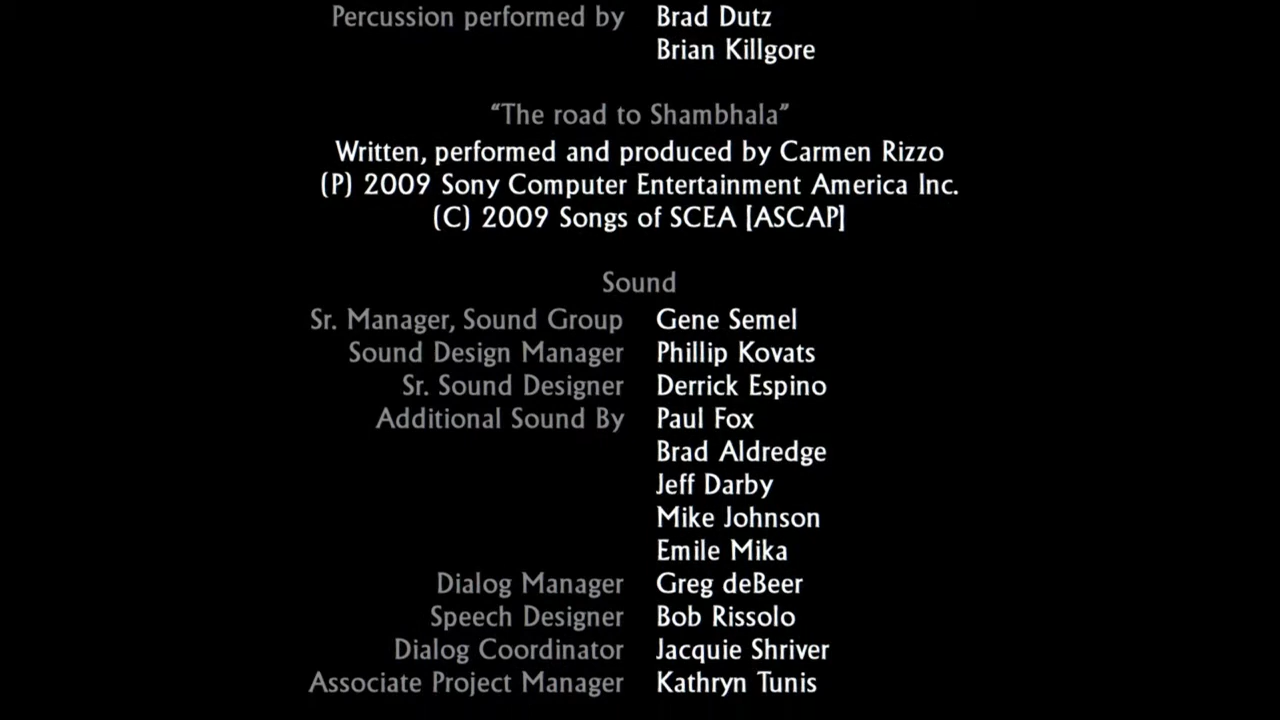 Percussion performed by Brad Dutz
Brian Killgore
“The road to Shambhala”
Written, performed and produced by Carmen Rizzo
(P) 2009 Sony Computer Entertainment America Inc.
(C) 2009 Songs of SCEA [ASCAP]
Sound
Sr. Manager, Sound Group Gene Semel
Sound Design Manager Phillip Kovats
Sr. Sound Designer Derrick Espino
Additional Sound By Paul Fox
Brad Aldredge
Jeff Darby
Mike Johnson
Emile Mika
Dialog Manager Greg deBeer
Speech Designer Bob Rissolo
Dialog Coordinator Jacquie Shriver
Associate Project Manager Kathryn Tunis